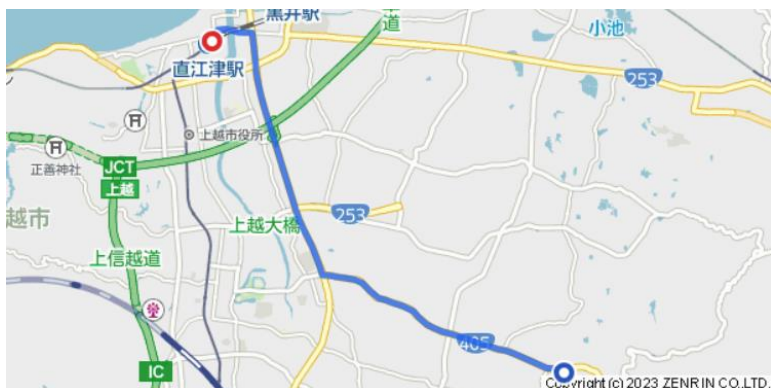 黒井駅
車
道
小池
直江津駅
253
上越市役所
正善神社
JCT
上越
253
越市
上越大橋
上信越道
405
IC
Copyright (c) 2023 ZENRIN CO.,LTD